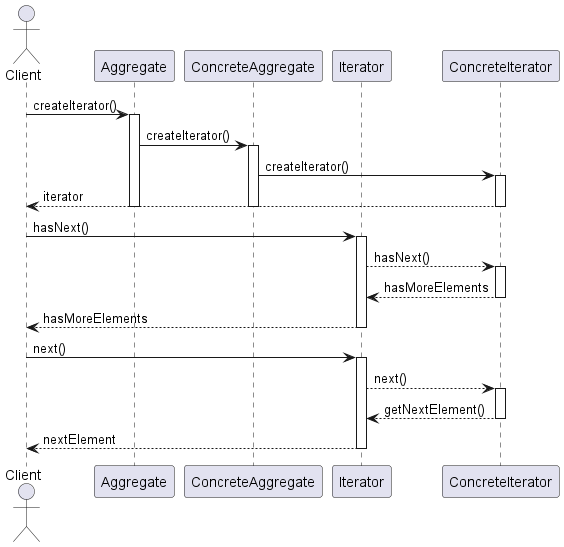 Client
Aggregate
ConcreteAggregate
Iterator
ConcreteIterator
createIterator()
createIterator()
createIterator()
iterator
hasNext()
hasNext()
hasMoreElements
hasMoreElements
next()
next()
getNextElement()
nextElement
Client
Aggregate
ConcreteAggregate
Iterator
ConcreteIterator